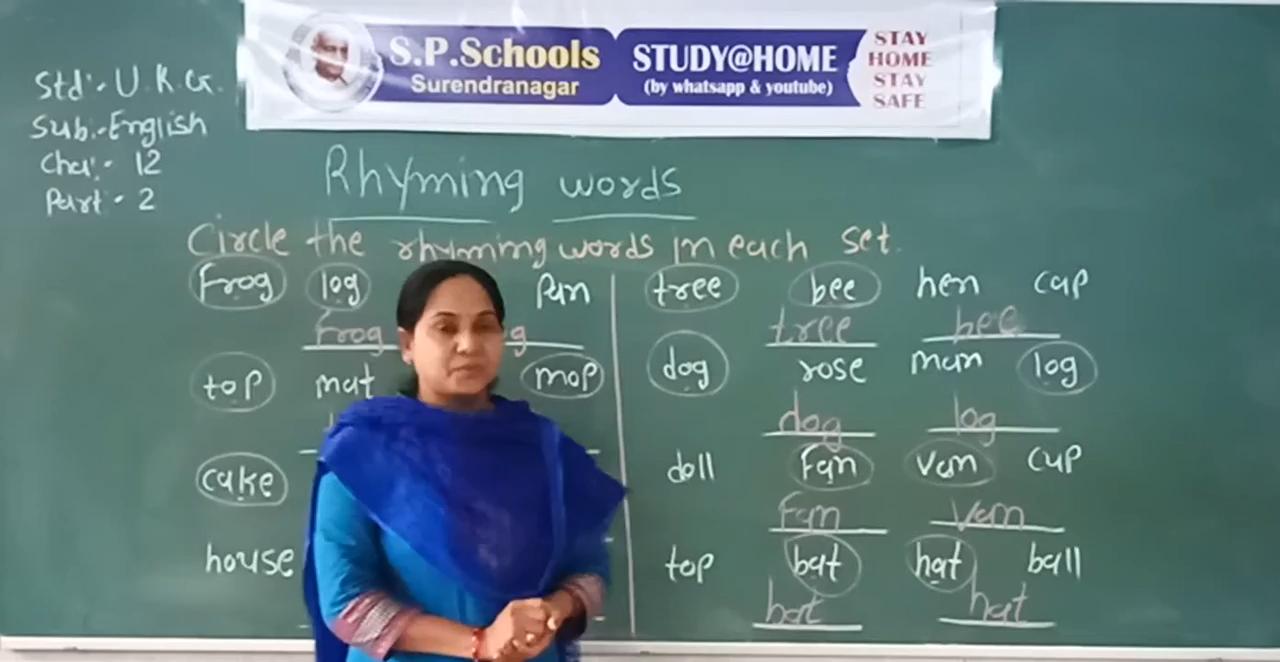 S.P.Schools
Surendranagar
STUDY@HOME
(by whatsapp & youtube)
STAY
HOME
STAY
SAFE
Std:- U.K.G.
Sub.-English
Cha:- 12
Part - 2
Rhyming words
Circle the rhyming words in each set.
Frog log pan
Frog
top mat mop
cake
house
tree bee hen cap
tree bee
dog rose man log
dog log
doll Fan Van cup
Fan Van
top bat hat ball
bat hat